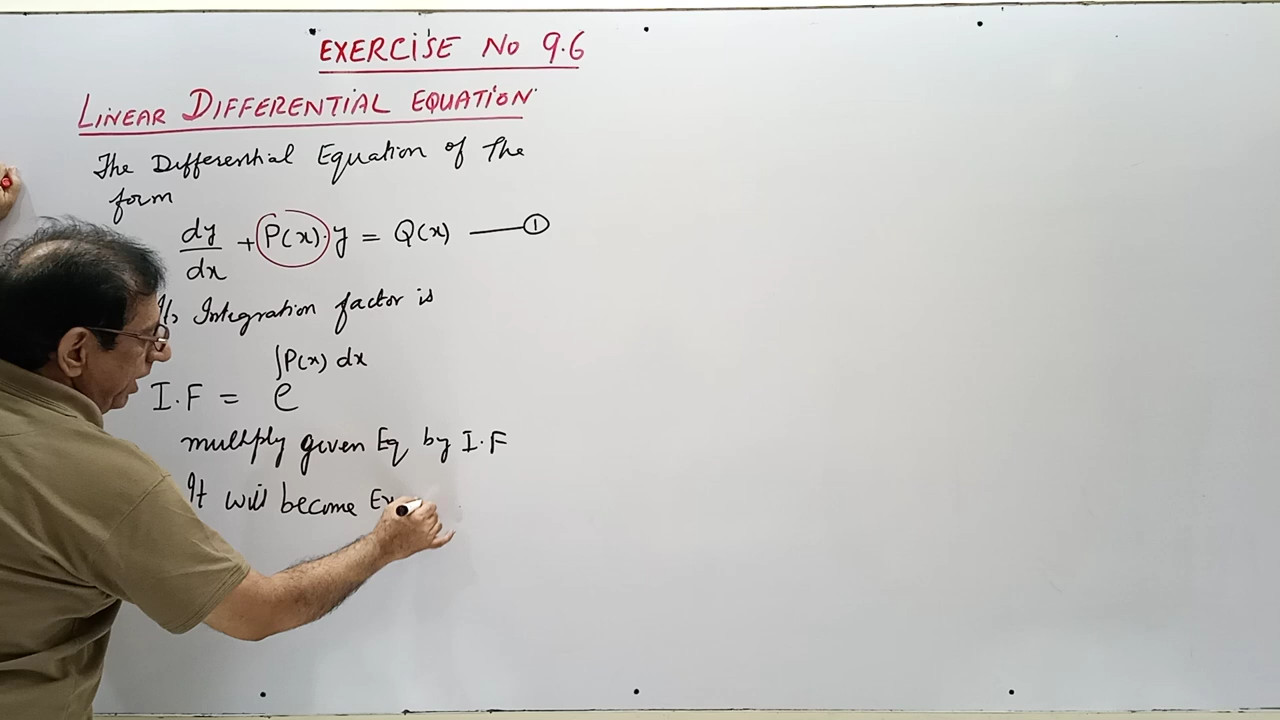 EXERCISE No 9.6
LINEAR DIFFERENTIAL EQUATION
The Differential Equation of the
form
dy/dx + P(x).y = Q(x) — ①
Integration factor is
I.F = e^∫P(x) dx
multiply given Eq by I.F
It will become Ex